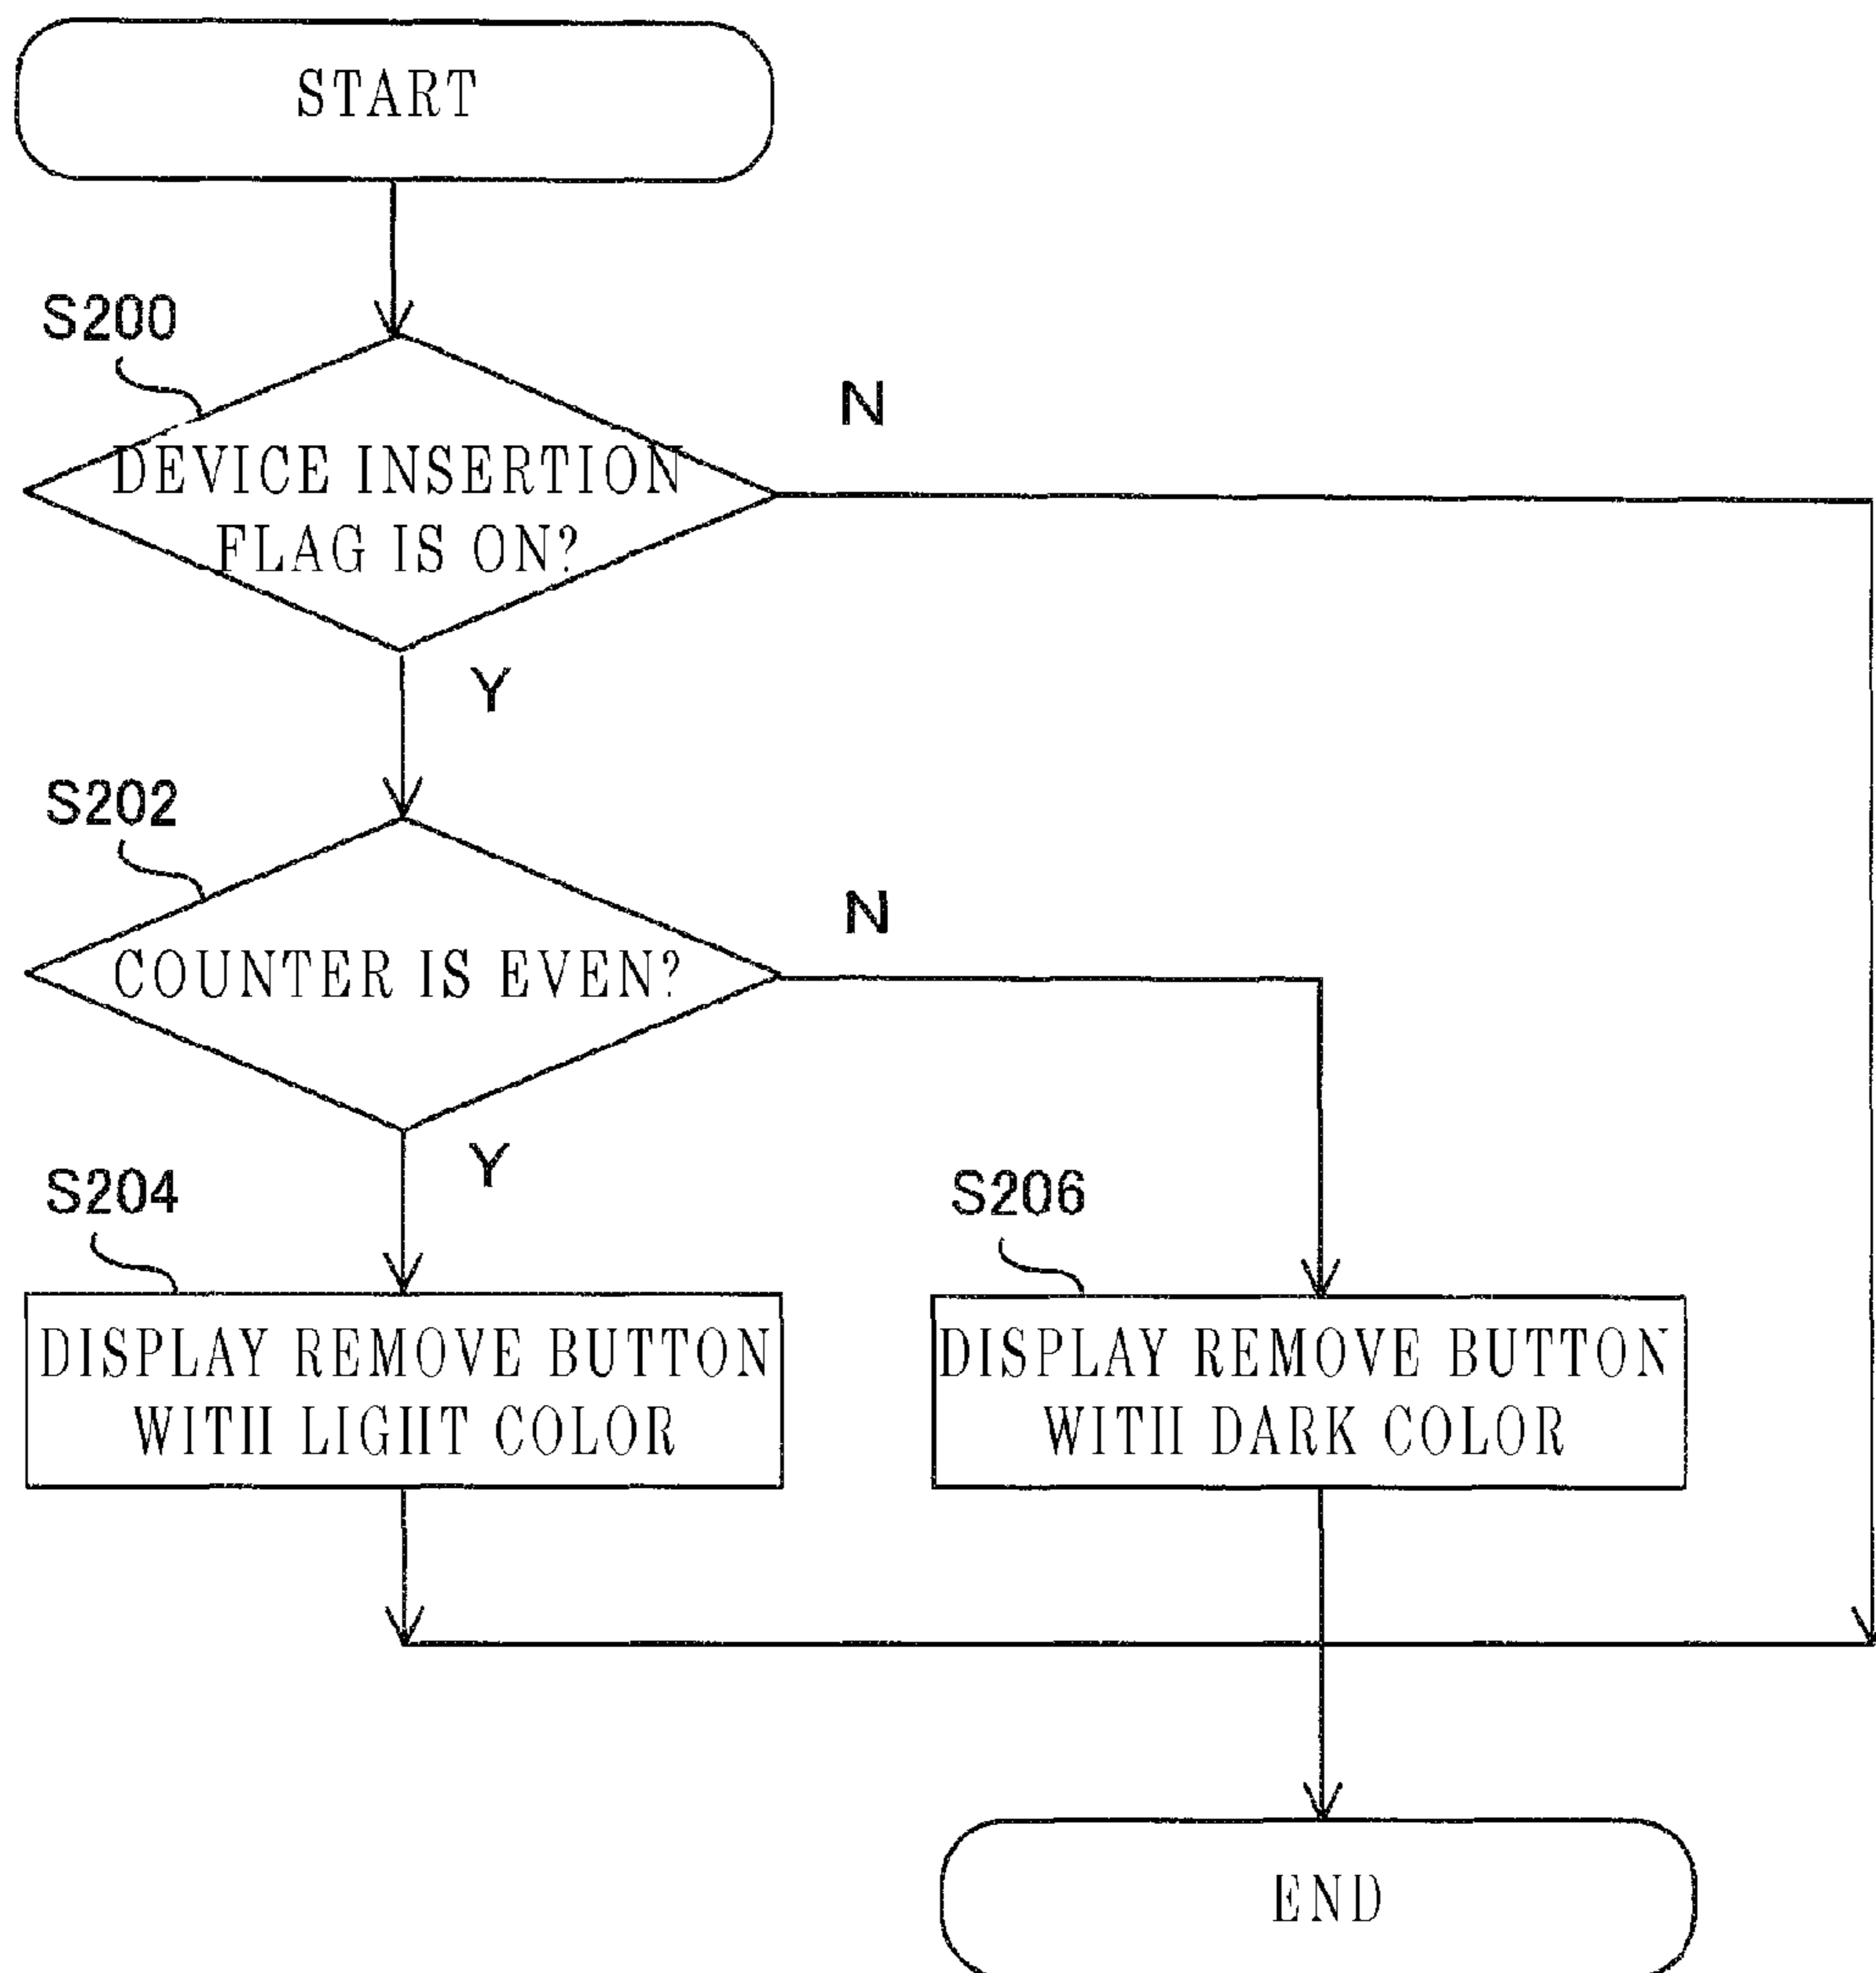 START
S200
N
DEVICE INSERTION
FLAG IS ON?
Y
S202
N
COUNTER IS EVEN?
Y
S204
S206
DISPLAY REMOVE BUTTON
WITH LIGHT COLOR
DISPLAY REMOVE BUTTON
WITH DARK COLOR
END